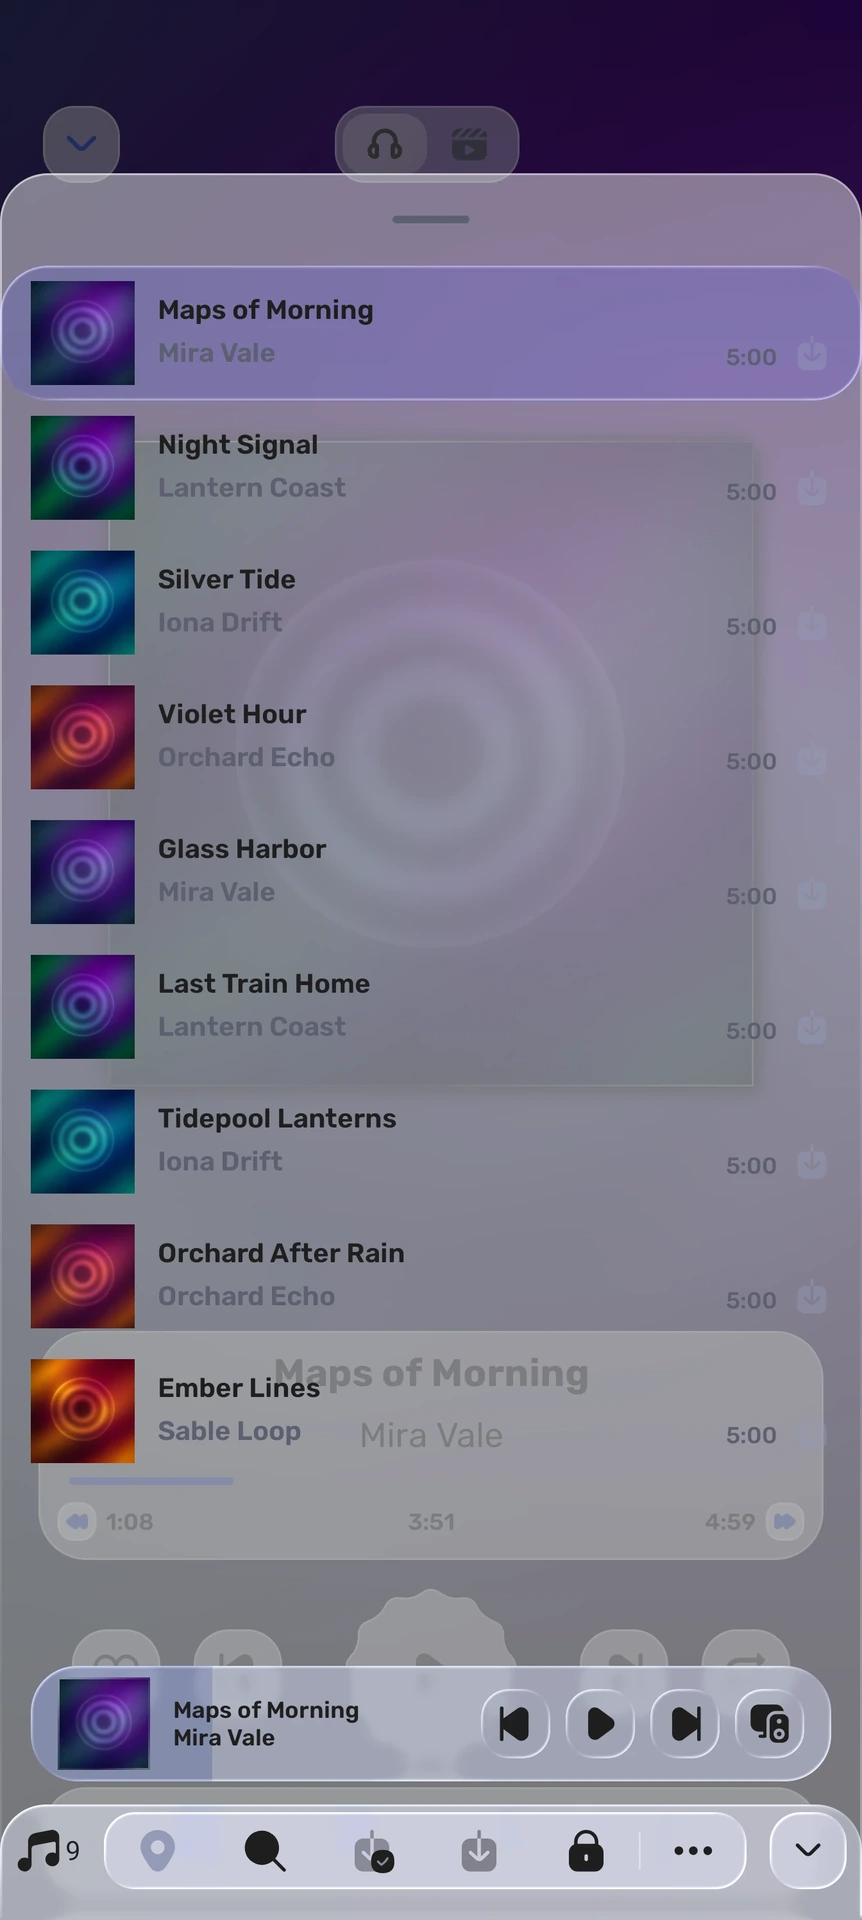 Maps of Morning
Mira Vale
5:00
Night Signal
Lantern Coast
5:00
Silver Tide
Iona Drift
5:00
Violet Hour
Orchard Echo
5:00
Glass Harbor
Mira Vale
5:00
Last Train Home
Lantern Coast
5:00
Tidepool Lanterns
Iona Drift
5:00
Orchard After Rain
Orchard Echo
5:00
Maps of Morning
Ember Lines
Sable Loop
Mira Vale
5:00
1:08
3:51
4:59
Maps of Morning
Mira Vale
9